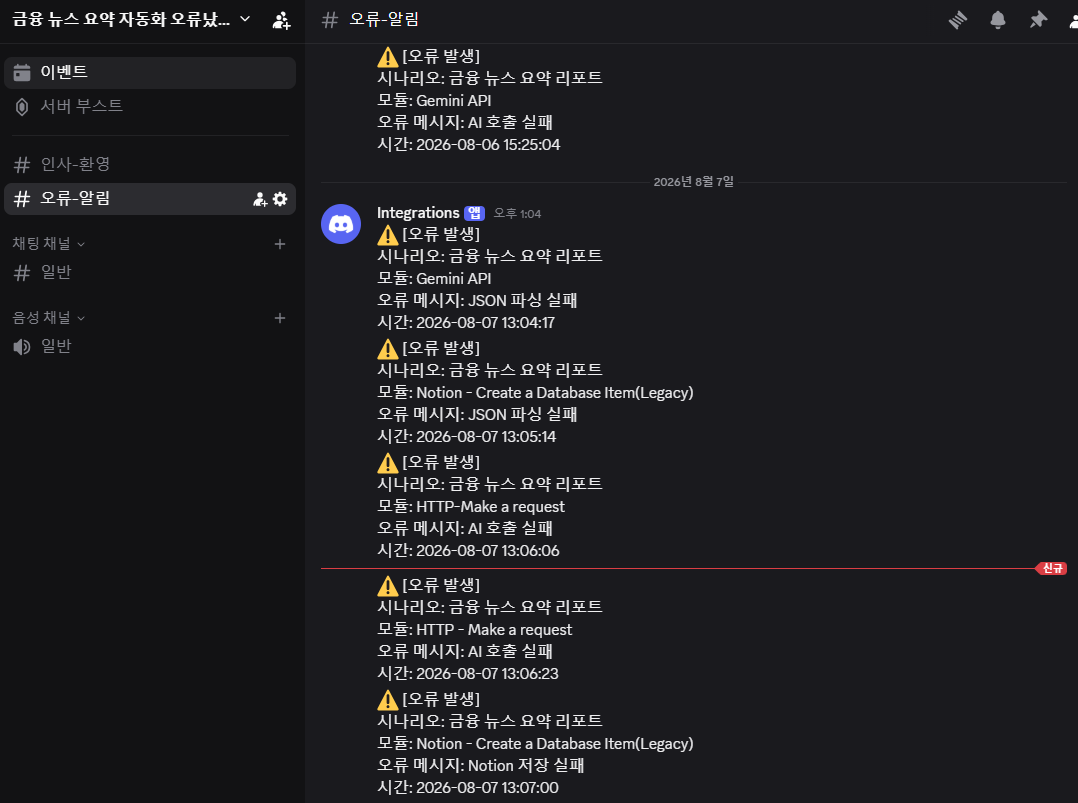 금융 뉴스 요약 자동화 오류났...
이벤트
서버 부스트
인사-환영
오류-알림
채팅 채널
일반
음성 채널
일반
오류-알림
[오류 발생]
시나리오: 금융 뉴스 요약 리포트
모듈: Gemini API
오류 메시지: AI 호출 실패
시간: 2026-08-06 15:25:04
2026년 8월 7일
Integrations 앱 오후 1:04
[오류 발생]
시나리오: 금융 뉴스 요약 리포트
모듈: Gemini API
오류 메시지: JSON 파싱 실패
시간: 2026-08-07 13:04:17
[오류 발생]
시나리오: 금융 뉴스 요약 리포트
모듈: Notion - Create a Database Item(Legacy)
오류 메시지: JSON 파싱 실패
시간: 2026-08-07 13:05:14
[오류 발생]
시나리오: 금융 뉴스 요약 리포트
모듈: HTTP-Make a request
오류 메시지: AI 호출 실패
시간: 2026-08-07 13:06:06
신규
[오류 발생]
시나리오: 금융 뉴스 요약 리포트
모듈: HTTP - Make a request
오류 메시지: AI 호출 실패
시간: 2026-08-07 13:06:23
[오류 발생]
시나리오: 금융 뉴스 요약 리포트
모듈: Notion - Create a Database Item(Legacy)
오류 메시지: Notion 저장 실패
시간: 2026-08-07 13:07:00